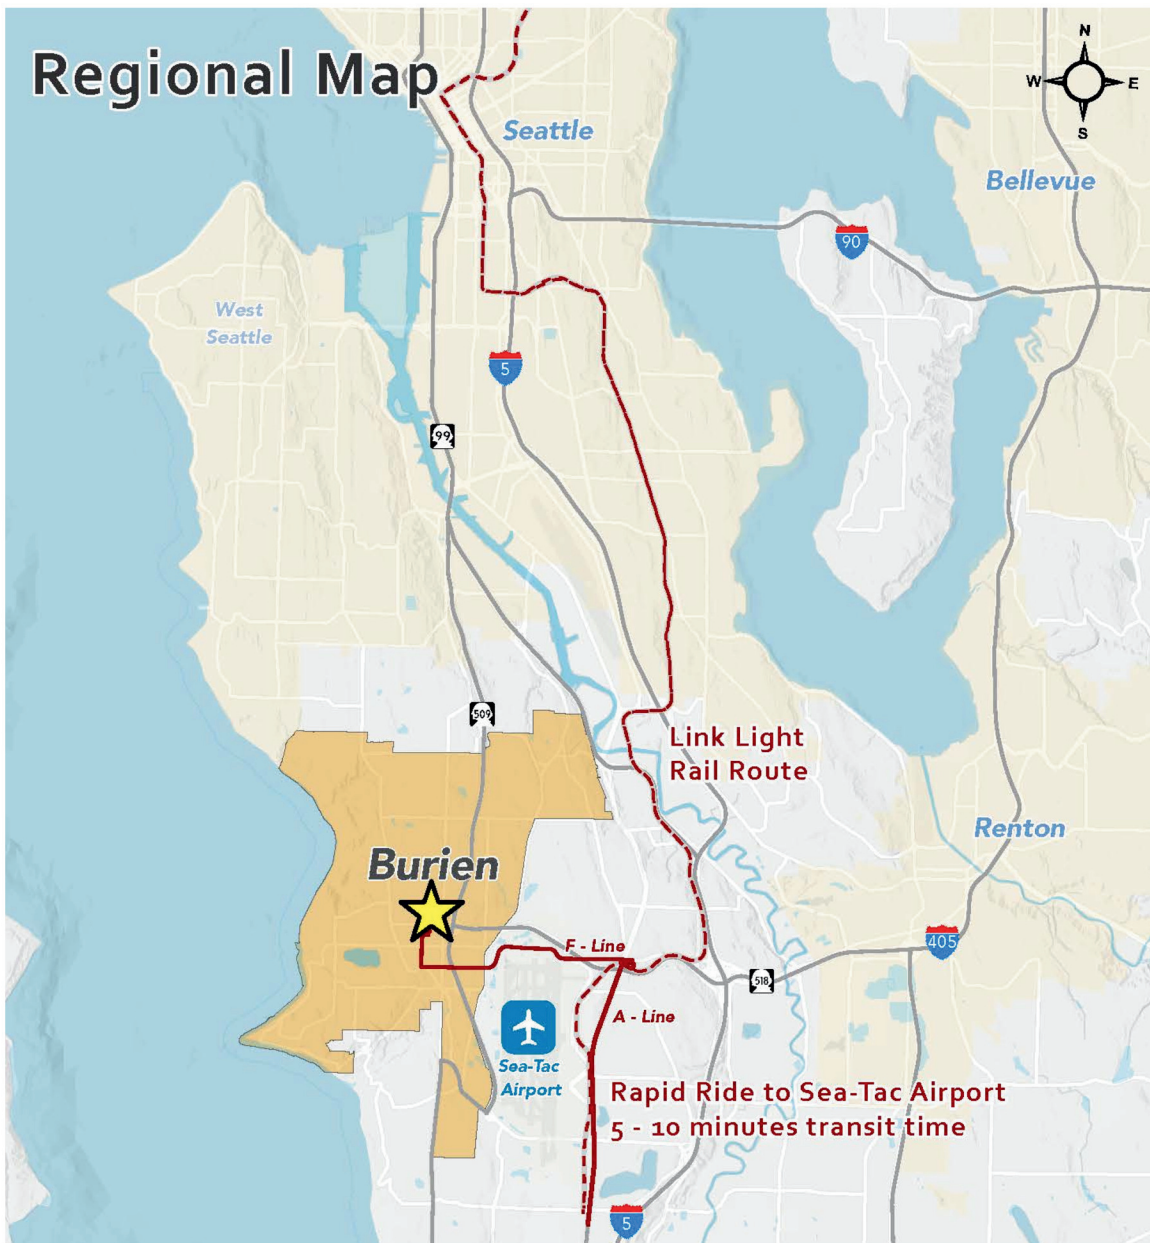 Regional Map
N
W
E
S
Seattle
Bellevue
90
West
Seattle
5
99
509
Link Light
Rail Route
Renton
Burien
405
F - Line
518
A - Line
Sea-Tac
Airport
Rapid Ride to Sea-Tac Airport
5 - 10 minutes transit time
5